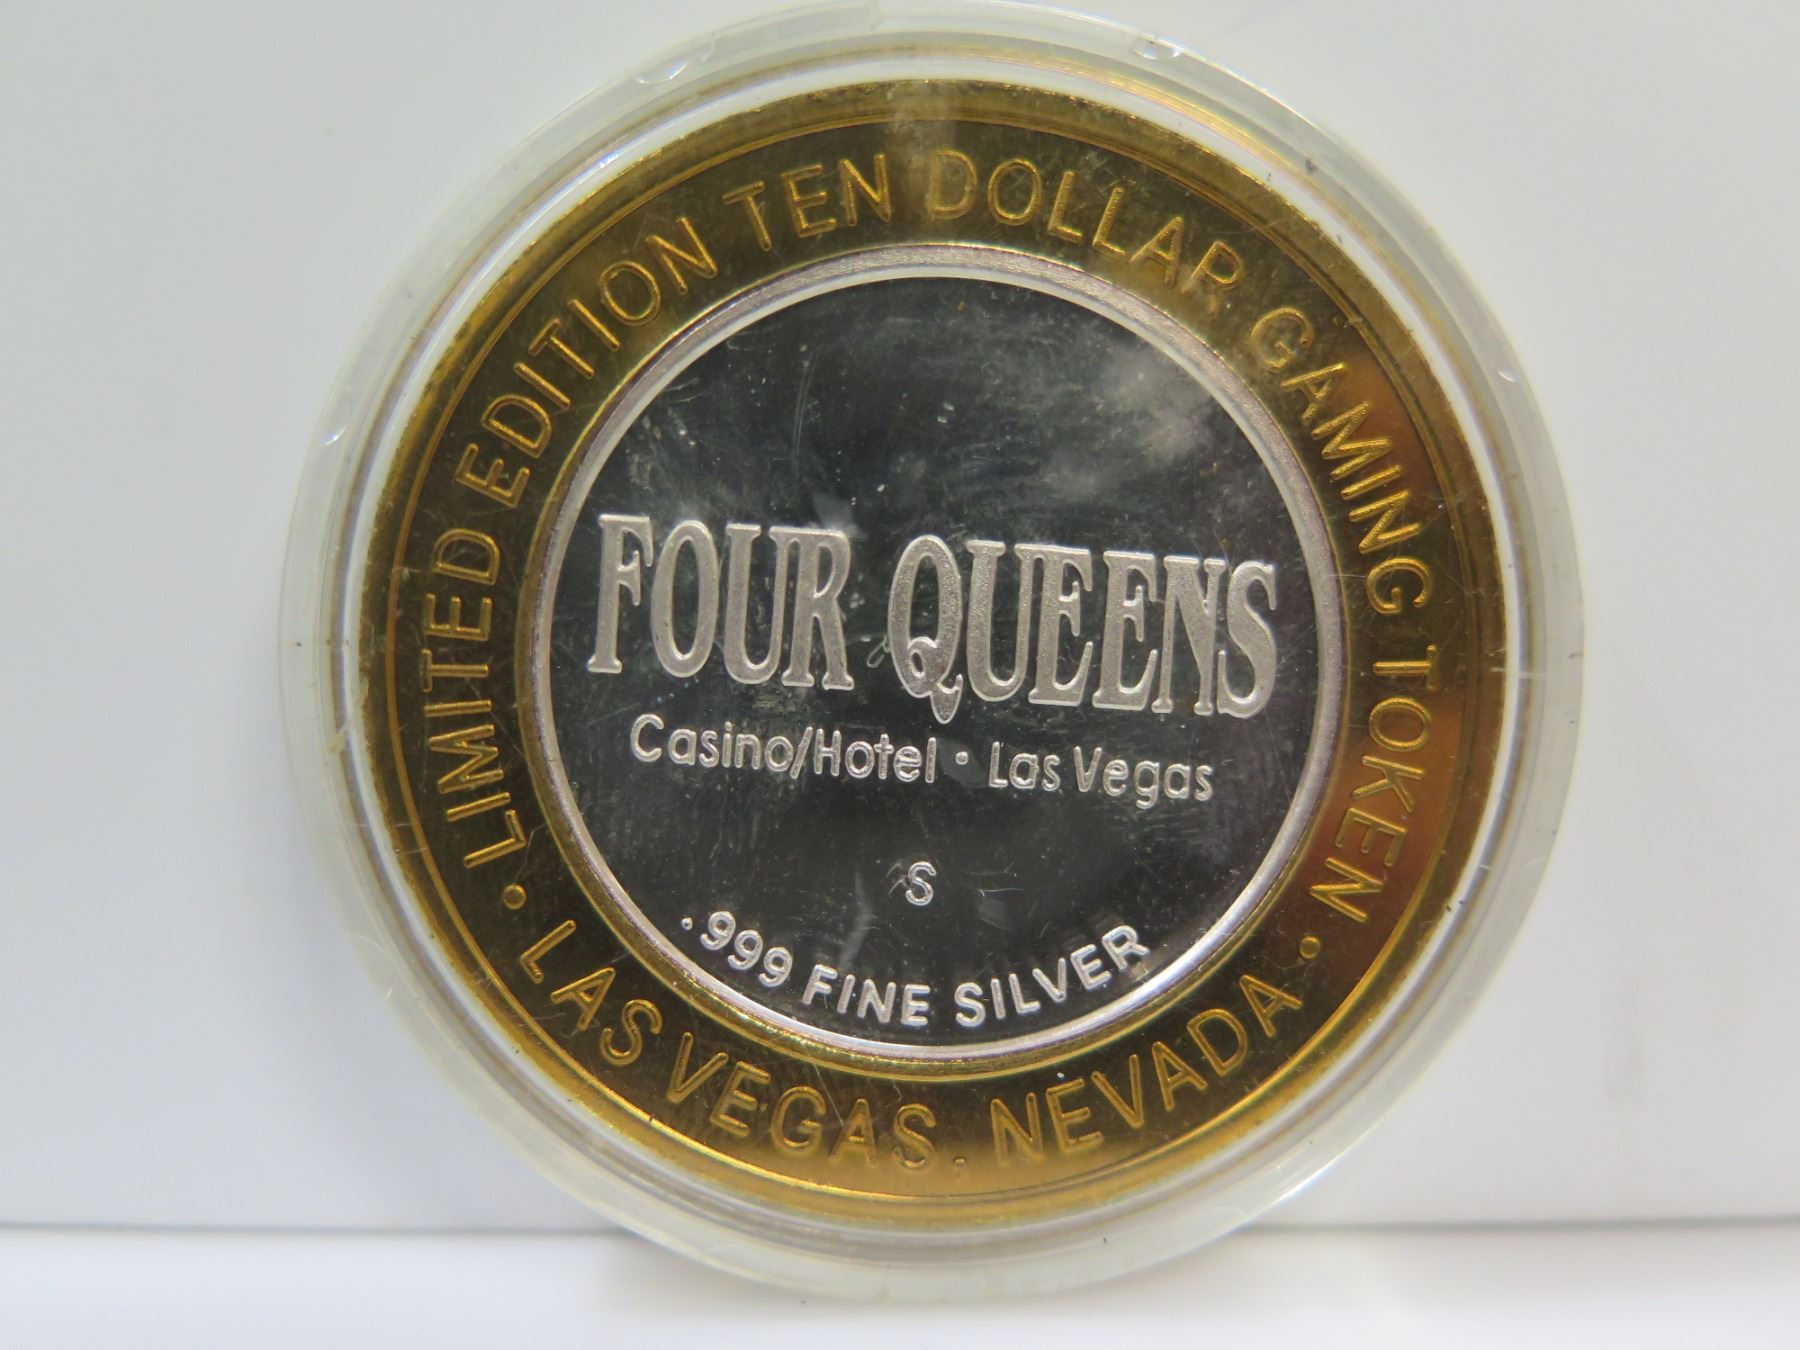 LIMITED EDITION TEN DOLLAR GAMING TOKEN
FOUR QUEENS
Casino/Hotel · Las Vegas
S
.999 FINE SILVER
• LAS VEGAS, NEVADA •